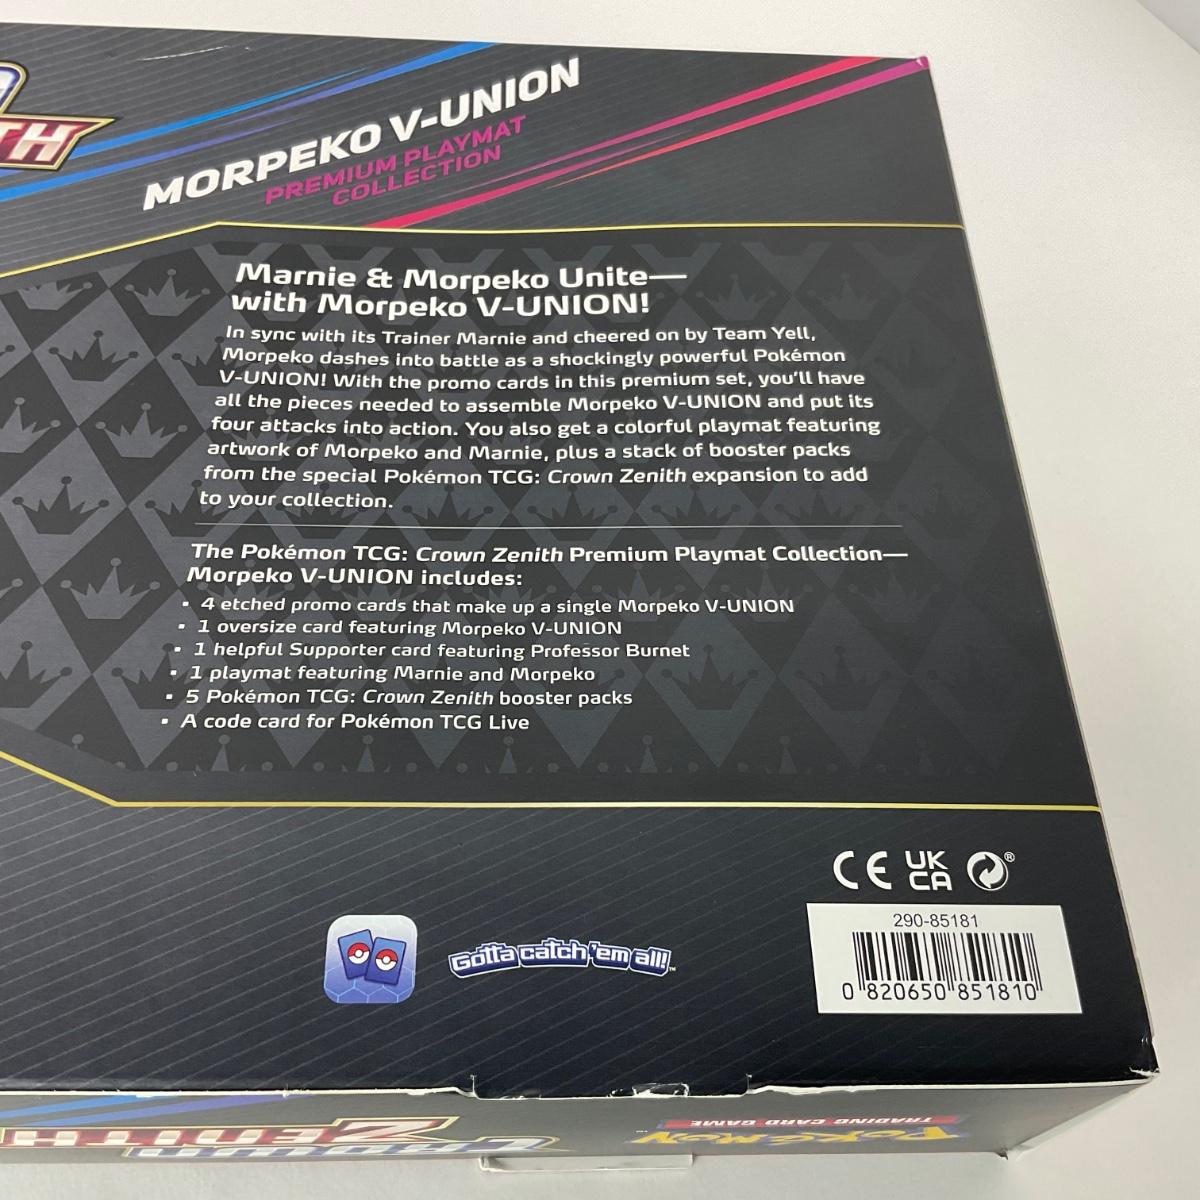 TH
MORPEKO V-UNION
PREMIUM PLAYMAT
COLLECTION
Marnie & Morpeko Unite—
with Morpeko V-UNION!
In sync with its Trainer Marnie and cheered on by Team Yell,
Morpeko dashes into battle as a shockingly powerful Pokémon
V-UNION! With the promo cards in this premium set, you'll have
all the pieces needed to assemble Morpeko V-UNION and put its
four attacks into action. You also get a colorful playmat featuring
artwork of Morpeko and Marnie, plus a stack of booster packs
from the special Pokémon TCG: Crown Zenith expansion to add
to your collection.
The Pokémon TCG: Crown Zenith Premium Playmat Collection—
Morpeko V-UNION includes:
• 4 etched promo cards that make up a single Morpeko V-UNION
• 1 oversize card featuring Morpeko V-UNION
• 1 helpful Supporter card featuring Professor Burnet
• 1 playmat featuring Marnie and Morpeko
• 5 Pokémon TCG: Crown Zenith booster packs
• A code card for Pokémon TCG Live
CE UK CA ®
290-85181
0 820650 851810
Gotta catch 'em all!™
POKéMON™
TRADING CARD GAME
CROWN
ZENITH